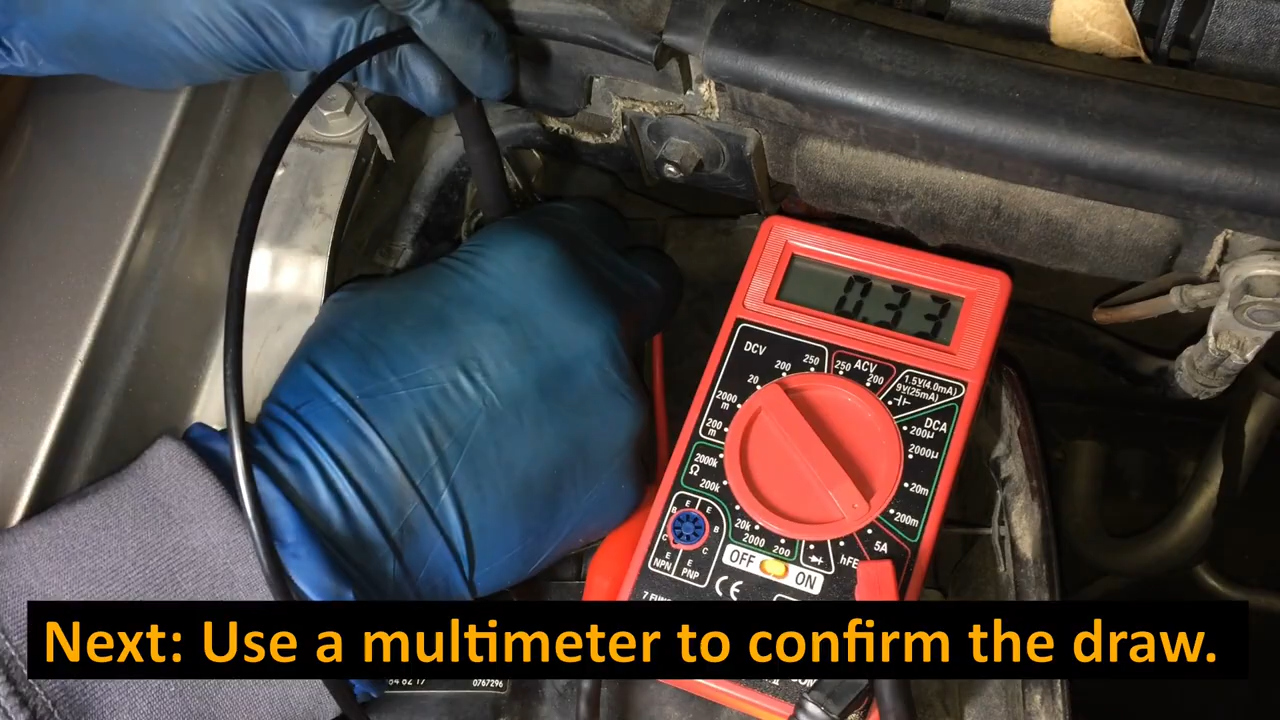 0.33
DCV
250
200
20
2000
m
200
m
250 ACV
200
1.5V(4.0mA)
9V(25mA)
DCA
200µ
2000µ
20m
200m
5A
hFE
2000k
Ω
200k
20k
2000
200
OFF
ON
E
B
E
C
E
B
C
E
NPN
E
PNP
CE
Next: Use a multimeter to confirm the draw.
0767296
COM